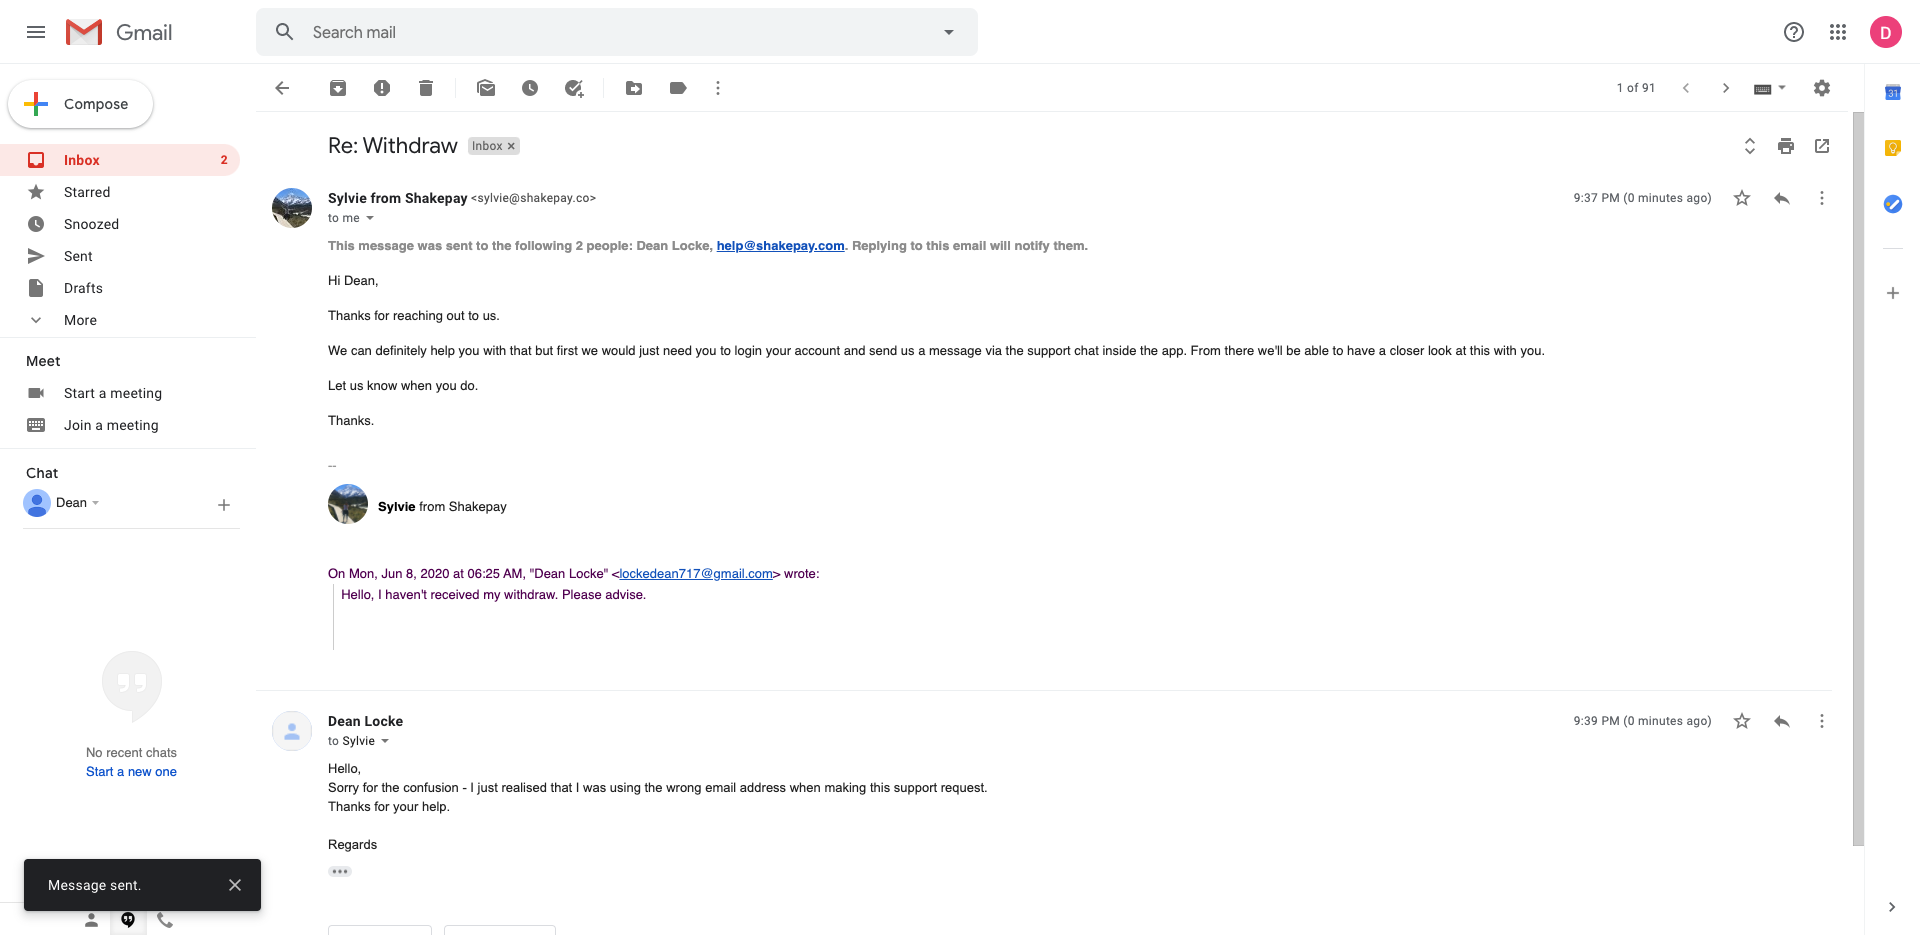 Gmail
Search mail
D
Compose
1 of 91
31
Inbox 2
Starred
Snoozed
Sent
Drafts
More
Meet
Start a meeting
Join a meeting
Chat
Dean
No recent chats
Start a new one
Re: Withdraw Inbox
Sylvie from Shakepay <sylvie@shakepay.co> 9:37 PM (0 minutes ago)
to me
This message was sent to the following 2 people: Dean Locke, help@shakepay.com. Replying to this email will notify them.
Hi Dean,
Thanks for reaching out to us.
We can definitely help you with that but first we would just need you to login your account and send us a message via the support chat inside the app. From there we'll be able to have a closer look at this with you.
Let us know when you do.
Thanks.
--
Sylvie from Shakepay
On Mon, Jun 8, 2020 at 06:25 AM, "Dean Locke" <lockedean717@gmail.com> wrote:
Hello, I haven't received my withdraw. Please advise.
Dean Locke 9:39 PM (0 minutes ago)
to Sylvie
Hello,
Sorry for the confusion - I just realised that I was using the wrong email address when making this support request.
Thanks for your help.
Regards
Message sent.